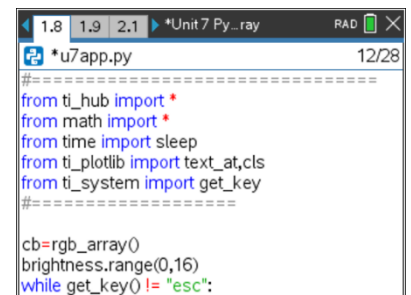 1.8 1.9 2.1 *Unit 7 Py...ray RAD X
*u7app.py 12/28
#================================
from ti_hub import *
from math import *
from time import sleep
from ti_plotlib import text_at,cls
from ti_system import get_key
#===================
cb=rgb_array()
brightness.range(0,16)
while get_key() != "esc":